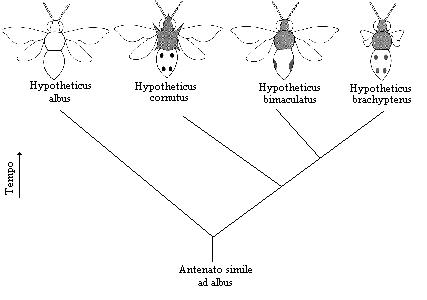 Hypotheticus
albus
Hypotheticus
cornutus
Hypotheticus
bimaculatus
Hypotheticus
brachypterus
Tempo
Antenato simile
ad albus